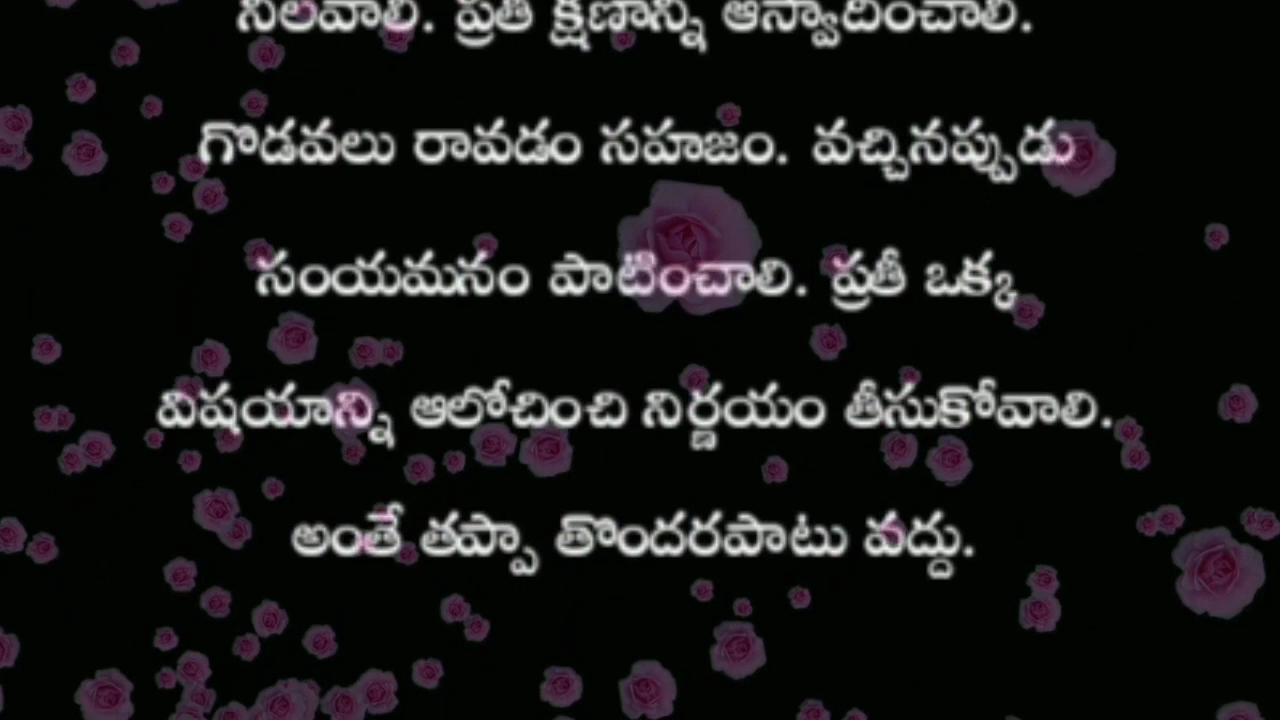 నిలవాలి. ప్రతీ క్షణాన్ని ఆస్వాదించాలి.
గొడవలు రావడం సహజం. వచ్చినప్పుడు
సంయమనం పాటించాలి. ప్రతీ ఒక్క
విషయాన్ని ఆలోచించి నిర్ణయం తీసుకోవాలి.
అంతే తప్పా తొందరపాటు వద్దు.